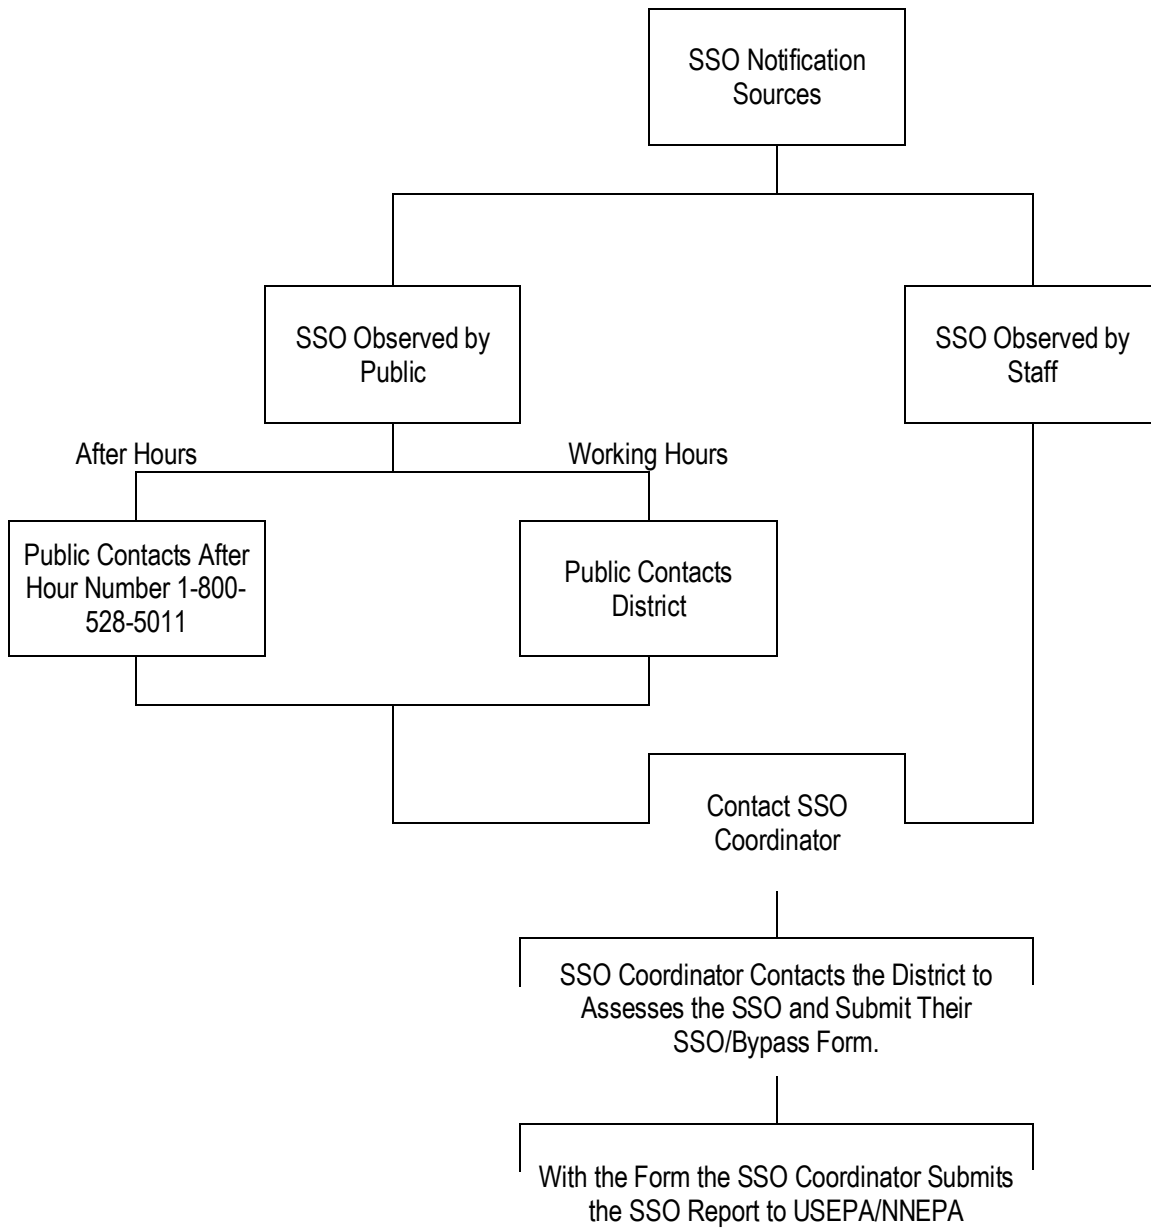 SSO Notification
Sources
SSO Observed by
Public
SSO Observed by
Staff
After Hours
Working Hours
Public Contacts After
Hour Number 1-800-
528-5011
Public Contacts
District
Contact SSO
Coordinator
SSO Coordinator Contacts the District to
Assesses the SSO and Submit Their
SSO/Bypass Form.
With the Form the SSO Coordinator Submits
the SSO Report to USEPA/NNEPA